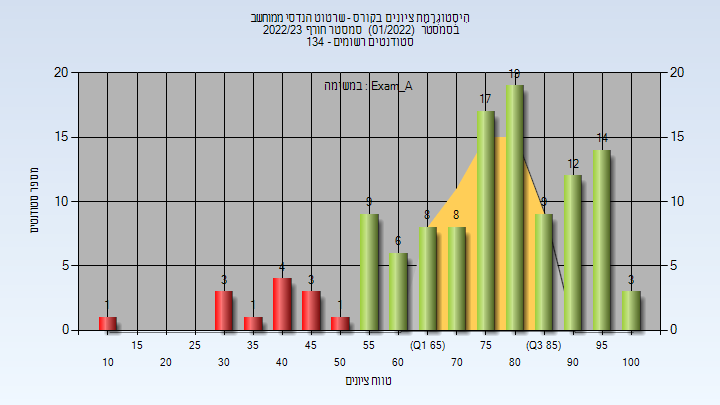 היסטוגרמת ציונים בקורס - שרטוט הנדסי ממוחשב
בסמסטר (01/2022) סמסטר חורף 2022/23
סטודנטים רשומים - 134
במשימה : Exam_A
מספר סטודנטים
20 20
15 15
10 10
5 5
0 0
1 3 1 4 3 1 9 6 8 8 17 19 9 12 14 3
15 25 35 45 55 (Q1 65) 75 (Q3 85) 95
10 20 30 40 50 60 70 80 90 100
טווח ציונים